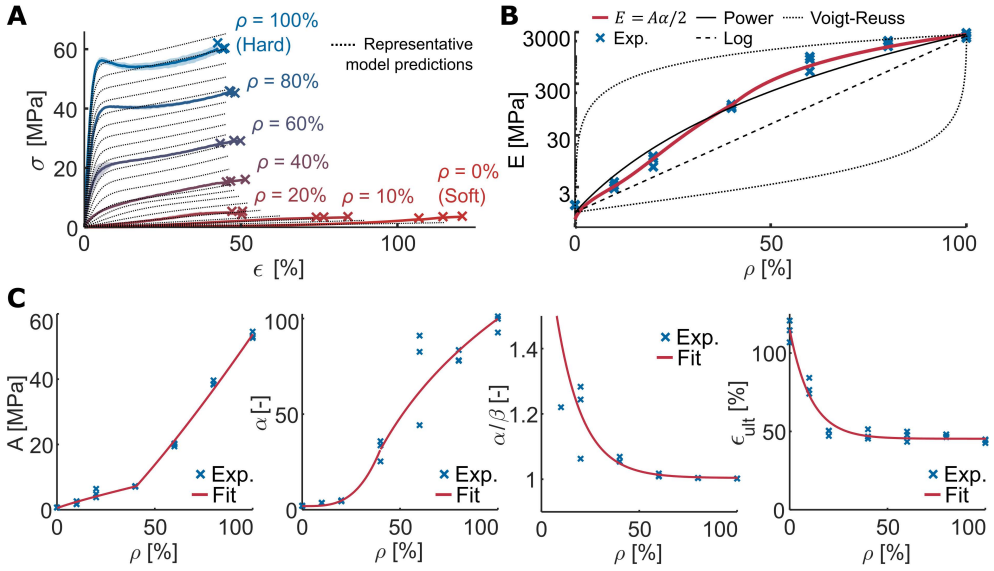 A
60
40
20
0
σ [MPa]
0
50
100
ϵ [%]
ρ = 100%
(Hard)
ρ = 80%
ρ = 60%
ρ = 40%
ρ = 20%
ρ = 10%
ρ = 0%
(Soft)
Representative
model predictions
B
E = Aα/2
Exp.
Power
Log
Voigt-Reuss
3000
300
30
3
E [MPa]
0
50
100
ρ [%]
C
60
40
20
0
A [MPa]
Exp.
Fit
0
50
100
ρ [%]
100
50
0
α [-]
Exp.
Fit
0
50
100
ρ [%]
1.4
1.2
1
α/β [-]
Exp.
Fit
0
50
100
ρ [%]
100
50
0
ϵult [%]
Exp.
Fit
0
50
100
ρ [%]